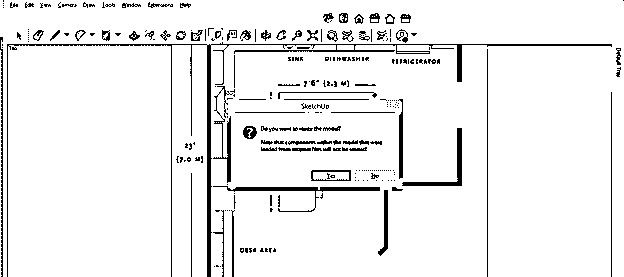 File Edit View Camera Draw Tools Window Extensions Help
Top
Default Tray
SINK DISHWASHER REFRIGERATOR
7'6" (2.3 M)
SketchUp
Do you want to resize the model?
Note that components within the model that were
loaded from external files will not be resized.
Yes No
23'
(7.0 M)
DESK AREA